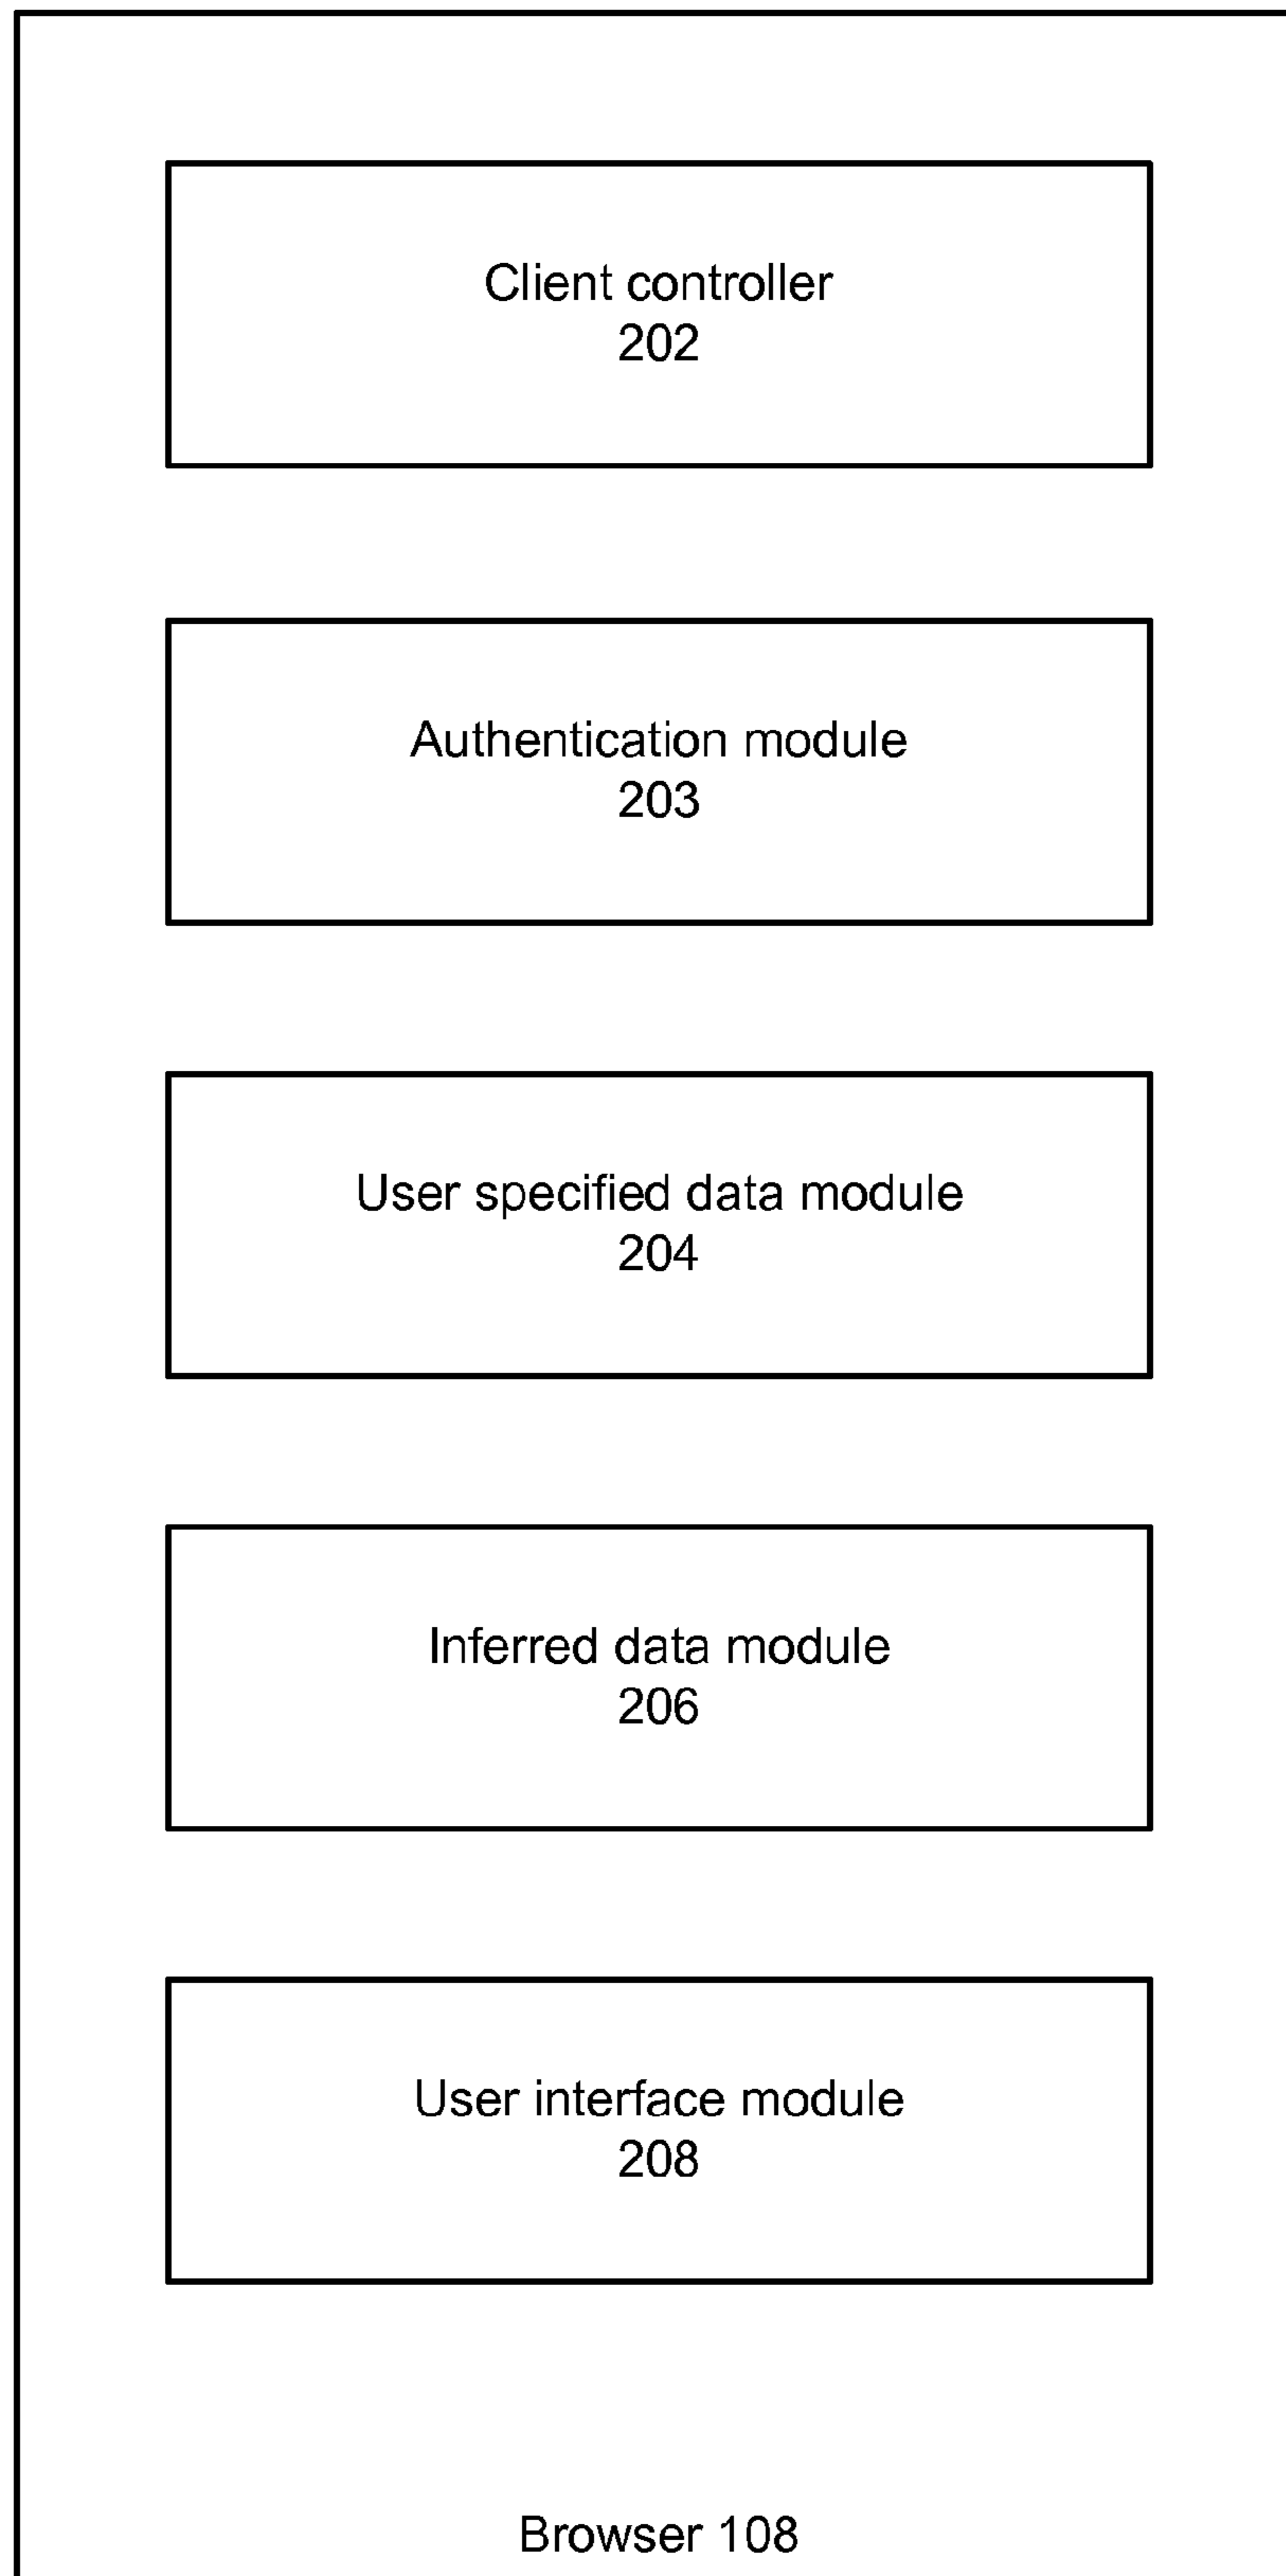 Client controller
202
Authentication module
203
User specified data module
204
Inferred data module
206
User interface module
208
Browser 108